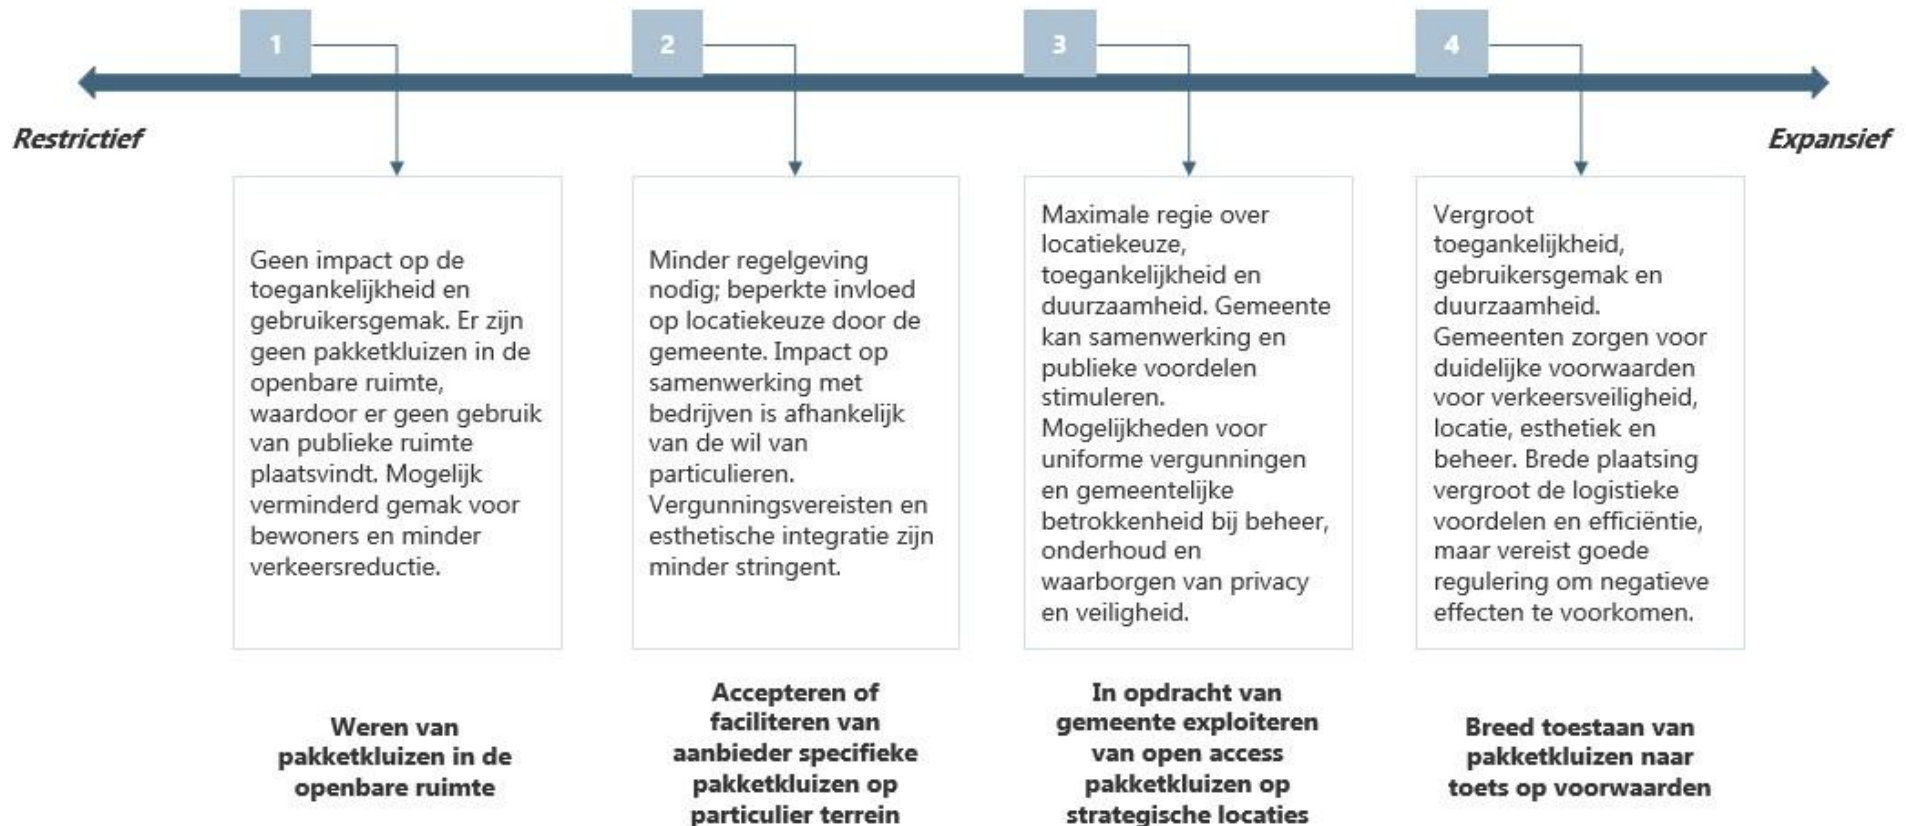 1
2
3
4
Restrictief
Expansief
Geen impact op de
toegankelijkheid en
gebruikersgemak. Er zijn
geen pakketkluizen in de
openbare ruimte,
waardoor er geen gebruik
van publieke ruimte
plaatsvindt. Mogelijk
verminderd gemak voor
bewoners en minder
verkeersreductie.
Minder regelgeving
nodig; beperkte invloed
op locatiekeuze door de
gemeente. Impact op
samenwerking met
bedrijven is afhankelijk
van de wil van
particulieren.
Vergunningsvereisten en
esthetische integratie zijn
minder stringent.
Maximale regie over
locatiekeuze,
toegankelijkheid en
duurzaamheid. Gemeente
kan samenwerking en
publieke voordelen
stimuleren.
Mogelijkheden voor
uniforme vergunningen
en gemeentelijke
betrokkenheid bij beheer,
onderhoud en
waarborgen van privacy
en veiligheid.
Vergroot
toegankelijkheid,
gebruikersgemak en
duurzaamheid.
Gemeenten zorgen voor
duidelijke voorwaarden
voor verkeersveiligheid,
locatie, esthetiek en
beheer. Brede plaatsing
vergroot de logistieke
voordelen en efficiëntie,
maar vereist goede
regulering om negatieve
effecten te voorkomen.
Weren van
pakketkluizen in de
openbare ruimte
Accepteren of
faciliteren van
aanbieder specifieke
pakketkluizen op
particulier terrein
In opdracht van
gemeente exploiteren
van open access
pakketkluizen op
strategische locaties
Breed toestaan van
pakketkluizen naar
toets op voorwaarden